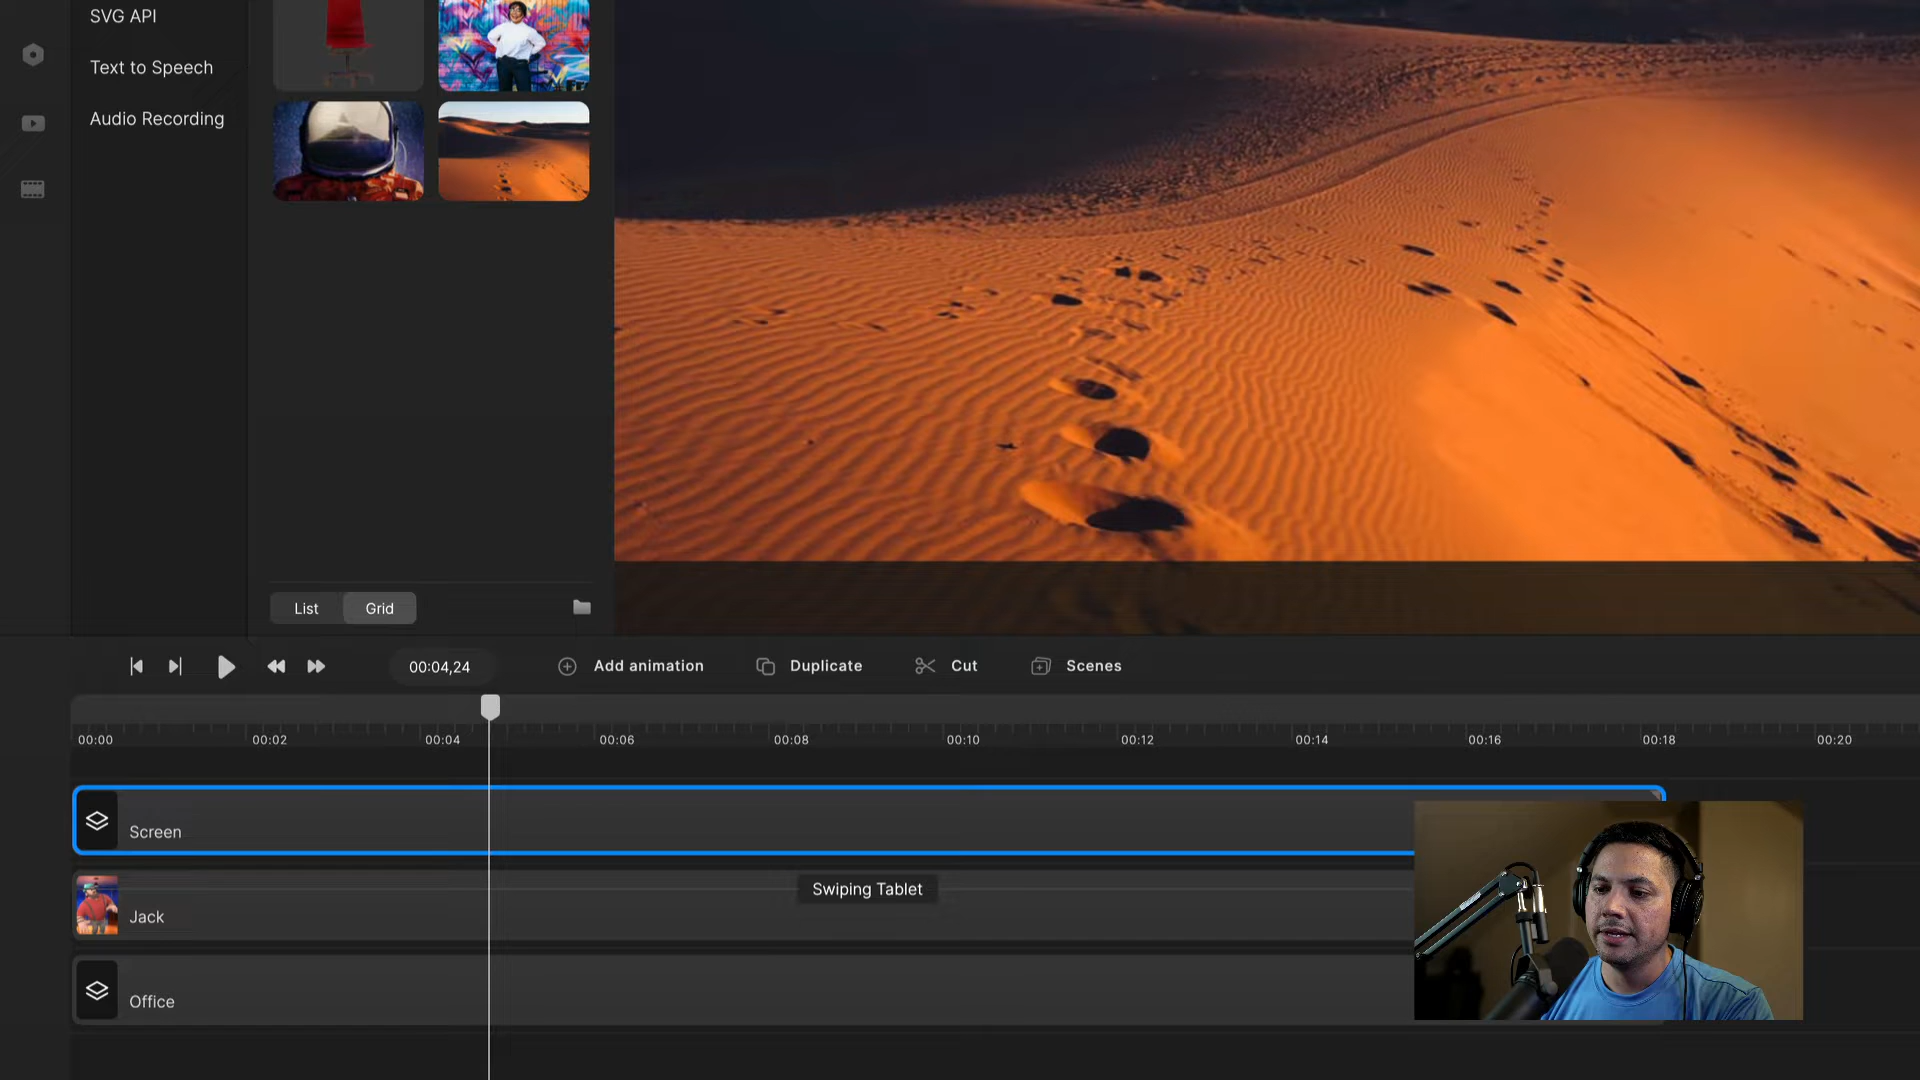 SVG API
Text to Speech
Audio Recording
List
Grid
00:04,24
Add animation
Duplicate
Cut
Scenes
00:00
00:02
00:04
00:06
00:08
00:10
00:12
00:14
00:16
00:18
00:20
Screen
Swiping Tablet
Jack
Office